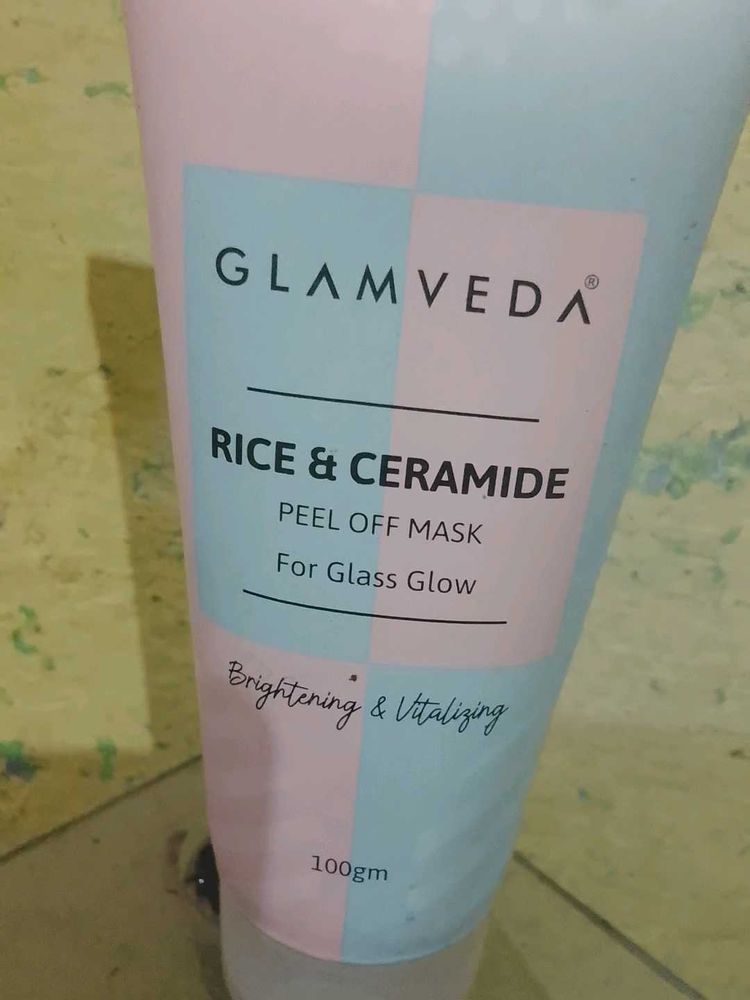 GLAMVEDA®
RICE & CERAMIDE
PEEL OFF MASK
For Glass Glow
Brightening & Vitalizing
100gm